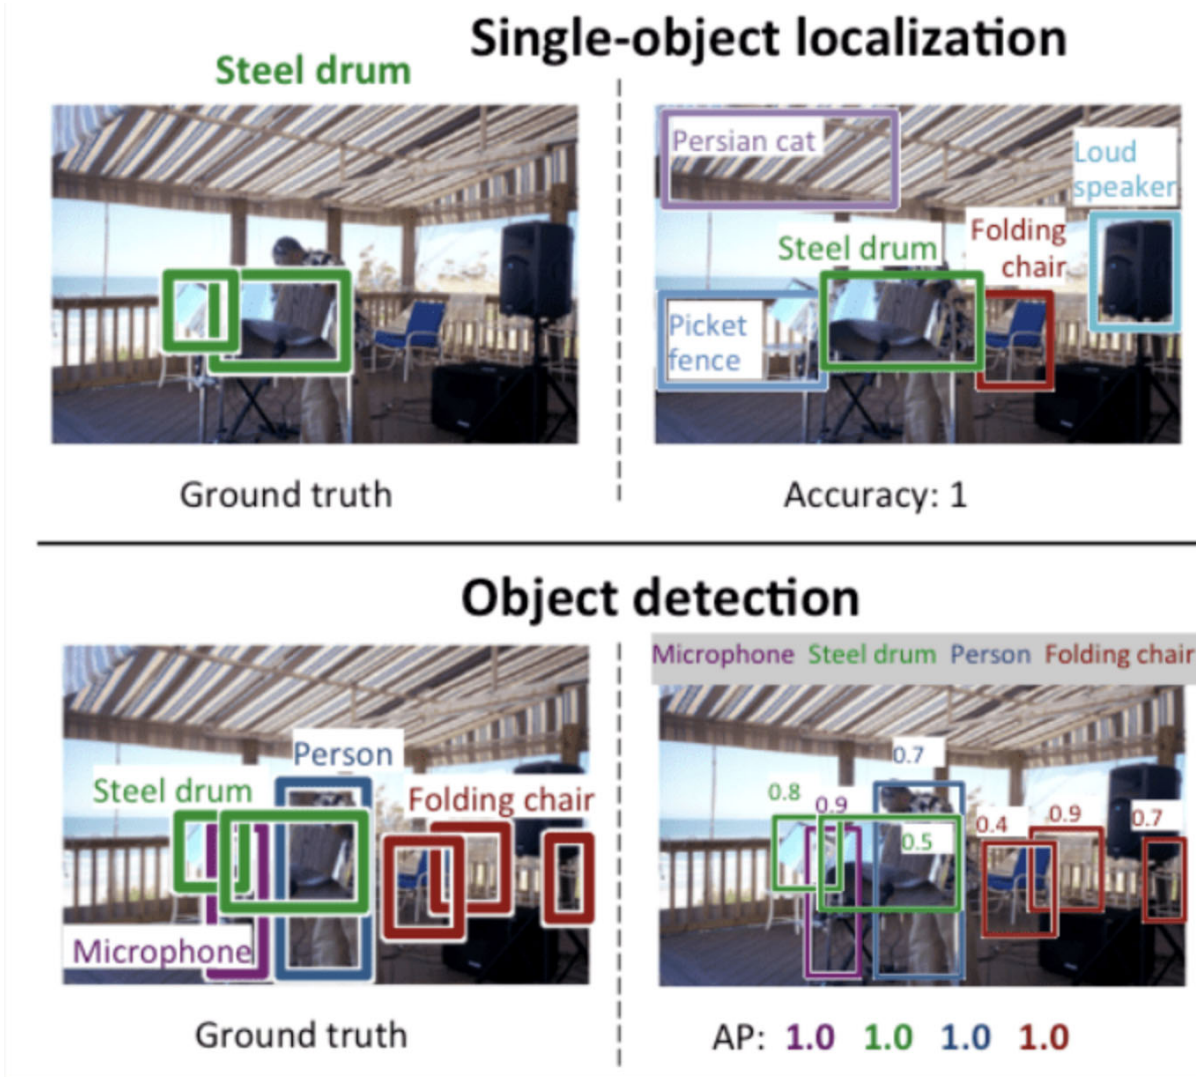 Single-object localization
Steel drum
Persian cat
Loud
speaker
Steel drum
Folding
chair
Picket
fence
Ground truth
Accuracy: 1
Object detection
Microphone Steel drum Person Folding chair
Person
Steel drum
Folding chair
Microphone
0.7
0.8
0.9
0.5
0.4
0.9
0.7
Ground truth
AP: 1.0 1.0 1.0 1.0